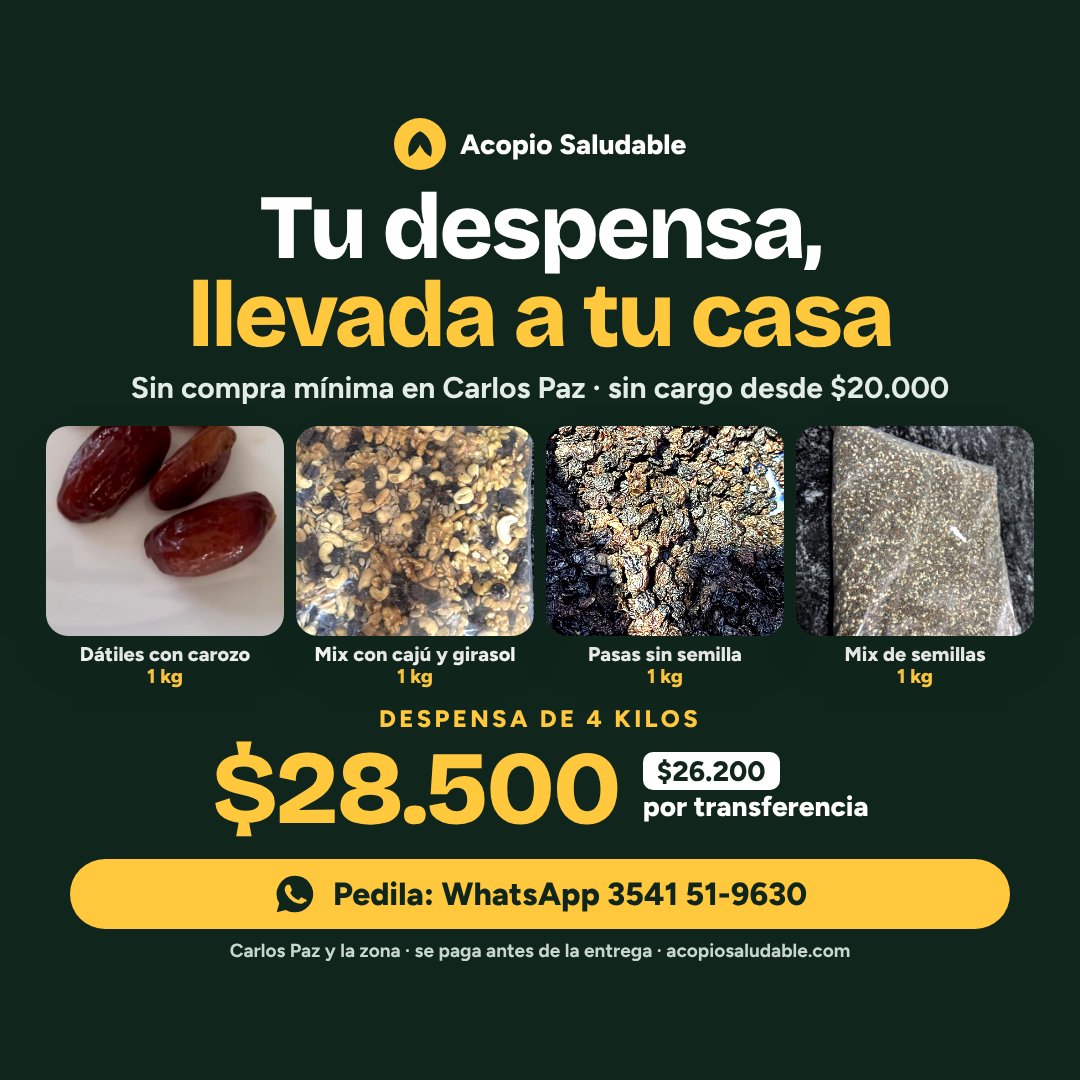 Acopio Saludable
Tu despensa,
llevada a tu casa
Sin compra mínima en Carlos Paz · sin cargo desde $20.000
Dátiles con carozo
1 kg
Mix con cajú y girasol
1 kg
Pasas sin semilla
1 kg
Mix de semillas
1 kg
DESPENSA DE 4 KILOS
$28.500
$26.200
por transferencia
Pedila: WhatsApp 3541 51-9630
Carlos Paz y la zona · se paga antes de la entrega · acopiosaludable.com